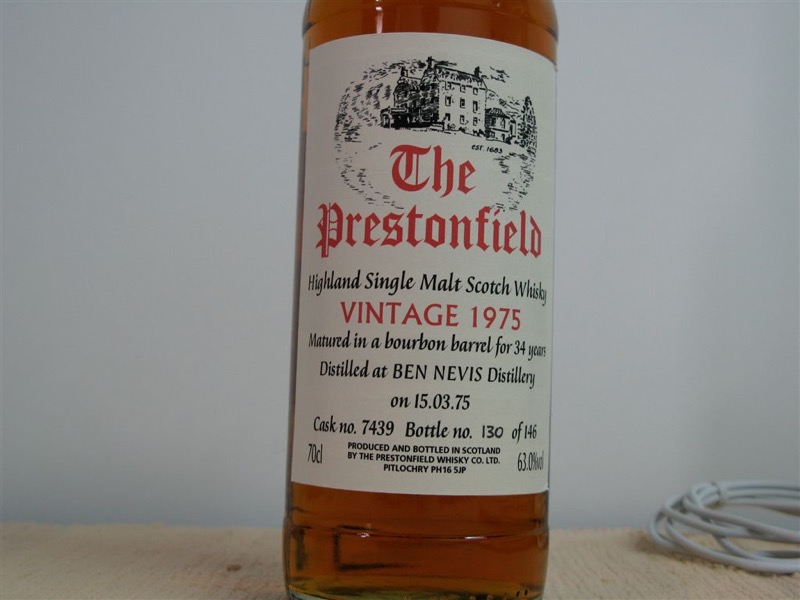 est. 1683
The
Prestonfield
Highland Single Malt Scotch Whisky
VINTAGE 1975
Matured in a bourbon barrel for 34 years
Distilled at BEN NEVIS Distillery
on 15.03.75
Cask no. 7439 Bottle no. 130 of 146
70cl PRODUCED AND BOTTLED IN SCOTLAND 63.0%vol
BY THE PRESTONFIELD WHISKY CO. LTD.
PITLOCHRY PH16 5JP